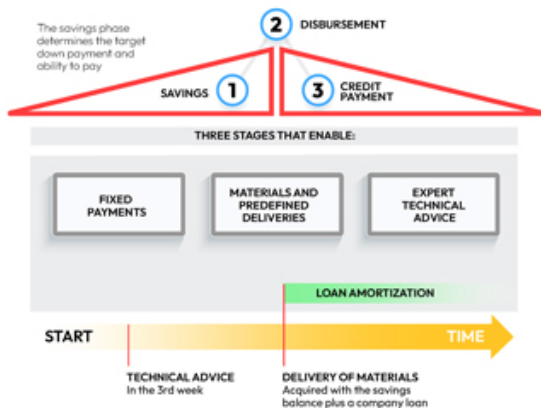 The savings phase
determines the target
down payment and
ability to pay
2 DISBURSEMENT
SAVINGS 1
3 CREDIT
PAYMENT
THREE STAGES THAT ENABLE:
FIXED
PAYMENTS
MATERIALS AND
PREDEFINED
DELIVERIES
EXPERT
TECHNICAL
ADVICE
LOAN AMORTIZATION
START
TIME
TECHNICAL ADVICE
In the 3rd week
DELIVERY OF MATERIALS
Acquired with the savings
balance plus a company loan